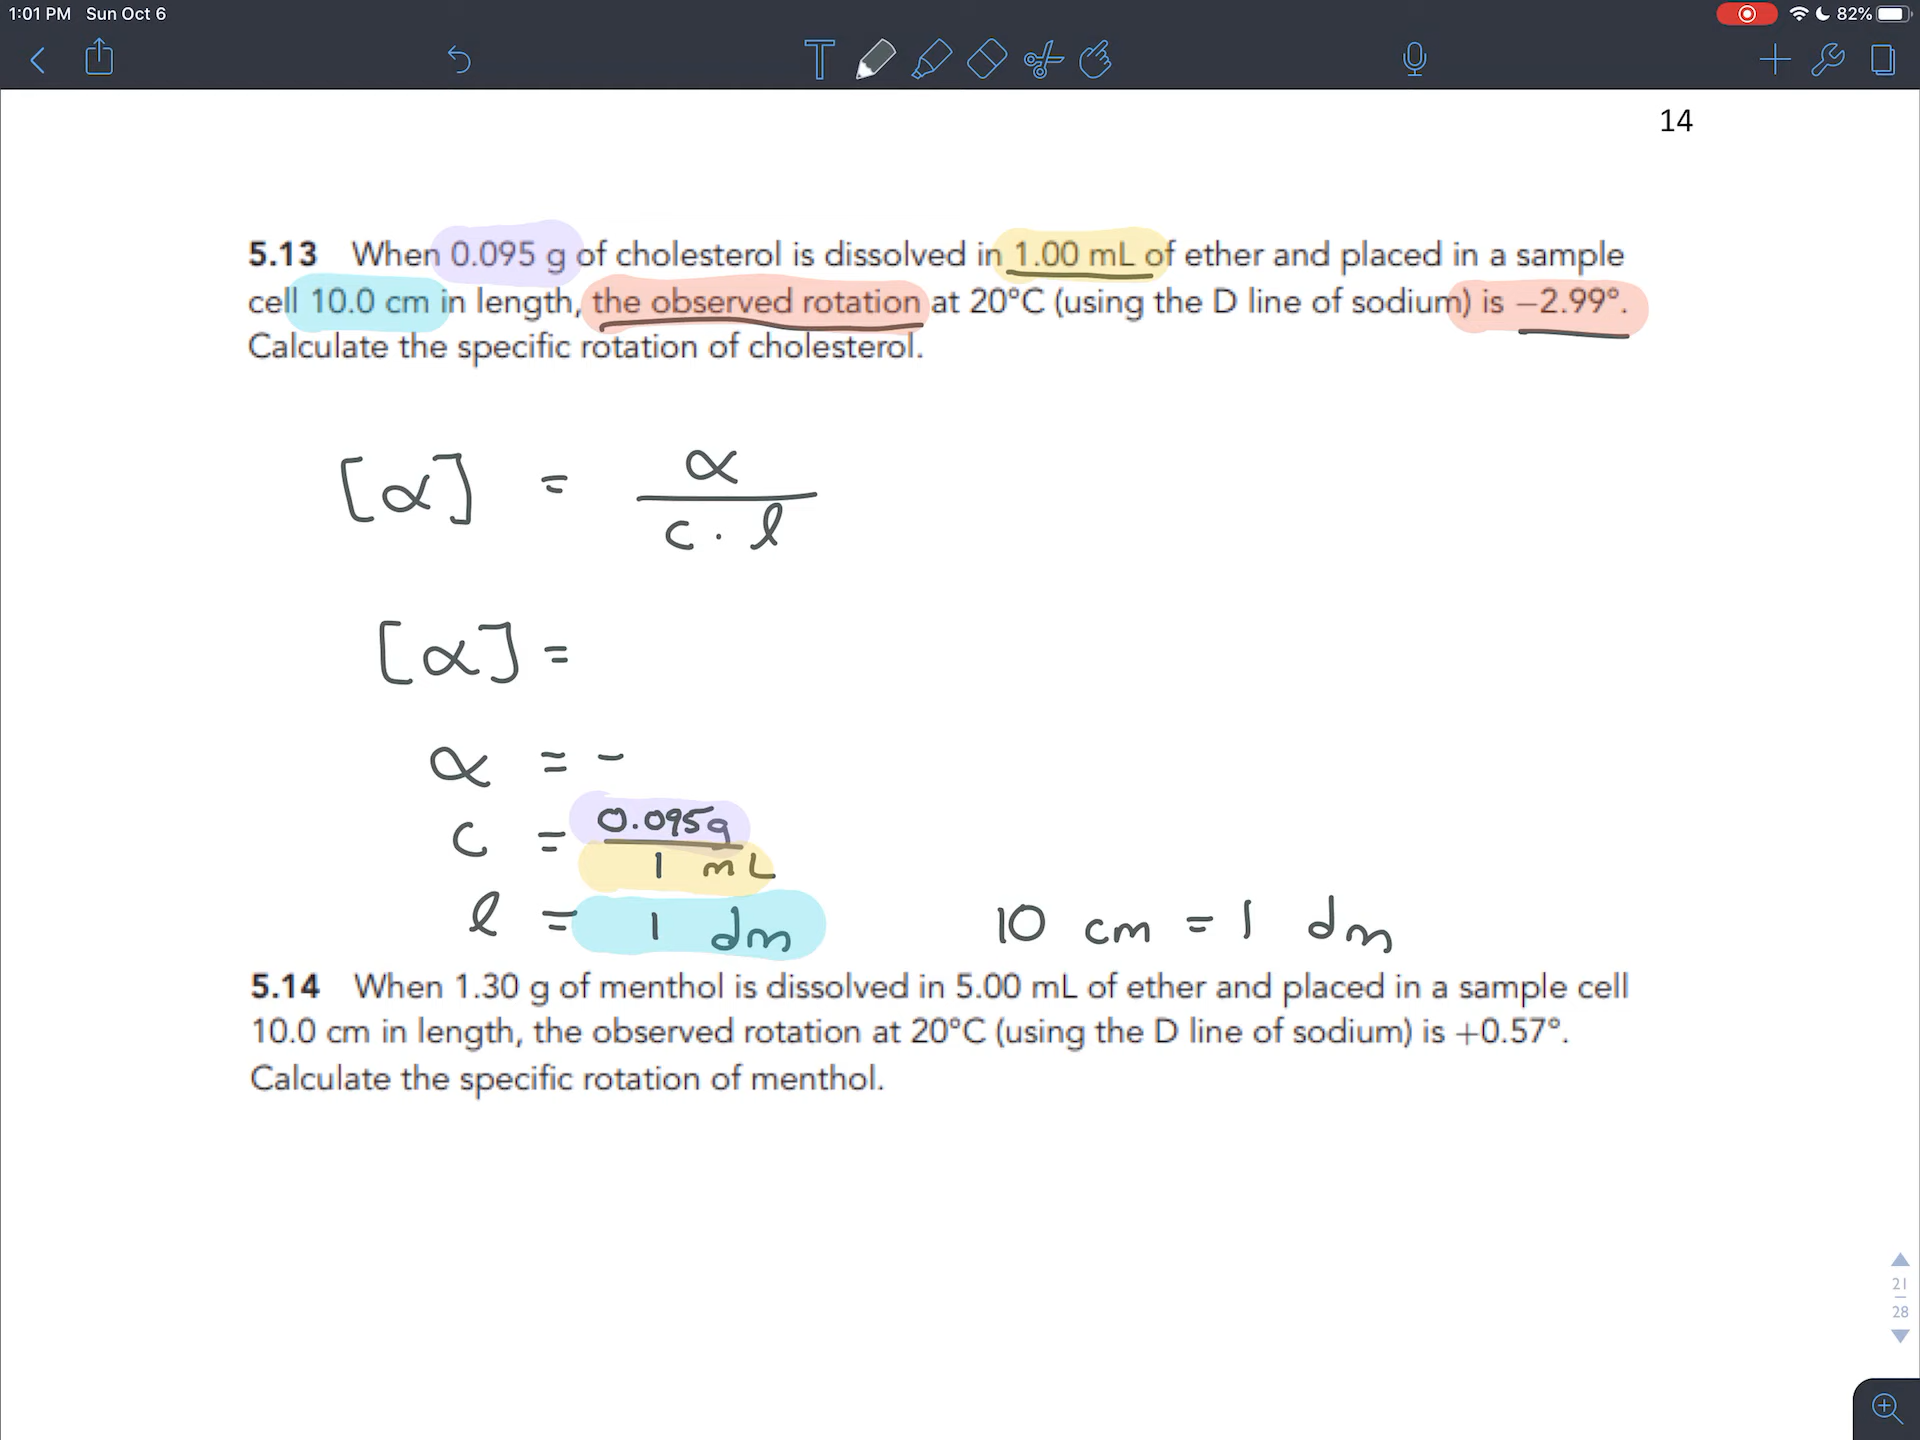 1:01 PM Sun Oct 6 82%
14
5.13 When 0.095 g of cholesterol is dissolved in 1.00 mL of ether and placed in a sample
cell 10.0 cm in length, the observed rotation at 20°C (using the D line of sodium) is −2.99°.
Calculate the specific rotation of cholesterol.
[α] = α
c · l
[α] =
α = -
c = 0.095g
1 mL
l = 1 dm 10 cm = 1 dm
5.14 When 1.30 g of menthol is dissolved in 5.00 mL of ether and placed in a sample cell
10.0 cm in length, the observed rotation at 20°C (using the D line of sodium) is +0.57°.
Calculate the specific rotation of menthol.
21
28